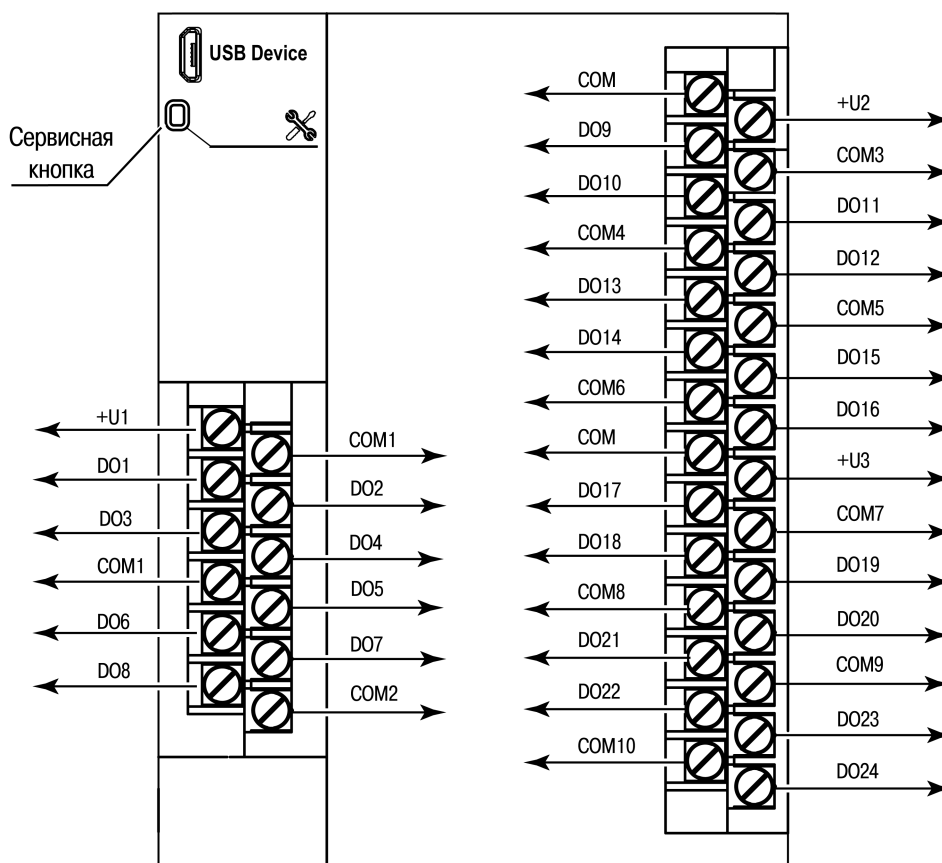 USB Device
Сервисная
кнопка
+U1
COM1
DO1
DO2
DO3
DO4
COM1
DO5
DO6
DO7
DO8
COM2
COM
+U2
DO9
COM3
DO10
DO11
COM4
DO12
DO13
COM5
DO14
DO15
COM6
DO16
COM
+U3
DO17
COM7
DO18
DO19
COM8
DO20
DO21
COM9
DO22
DO23
COM10
DO24